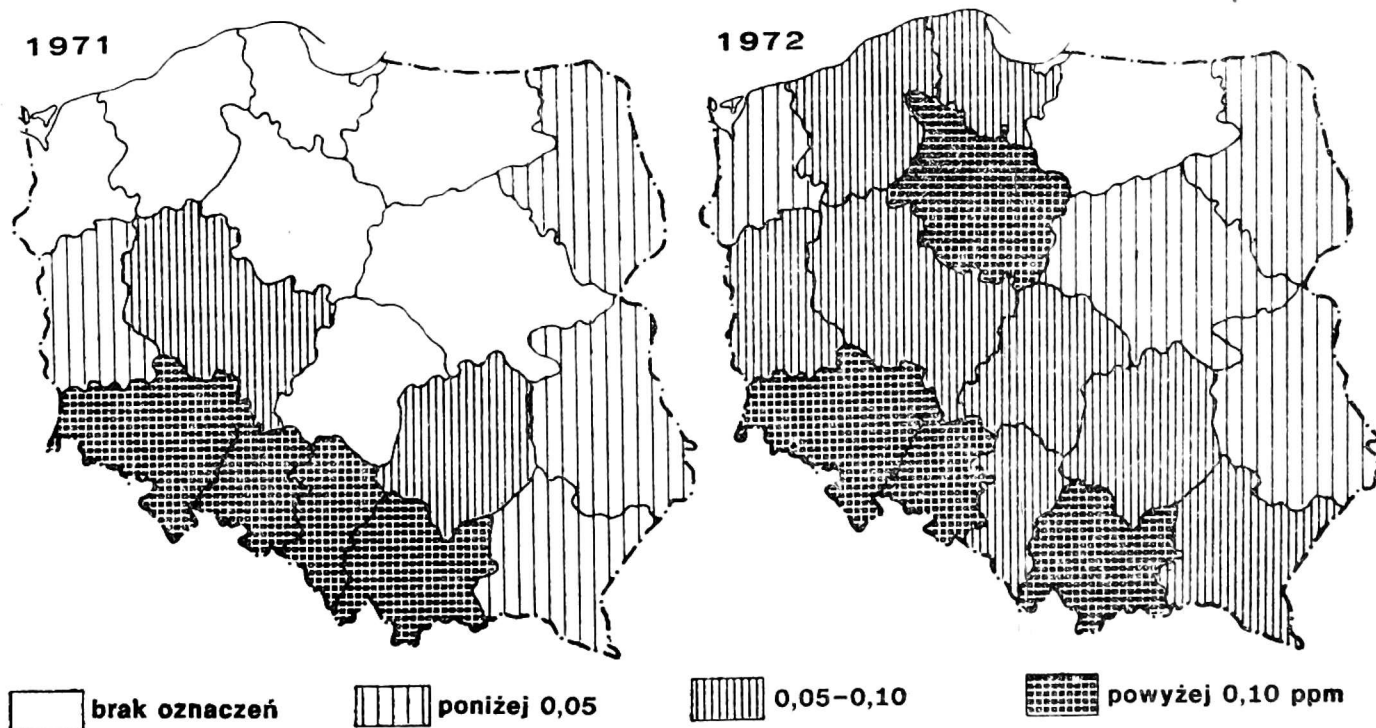 1971
1972
brak oznaczeń
poniżej 0,05
0,05-0,10
powyżej 0,10 ppm